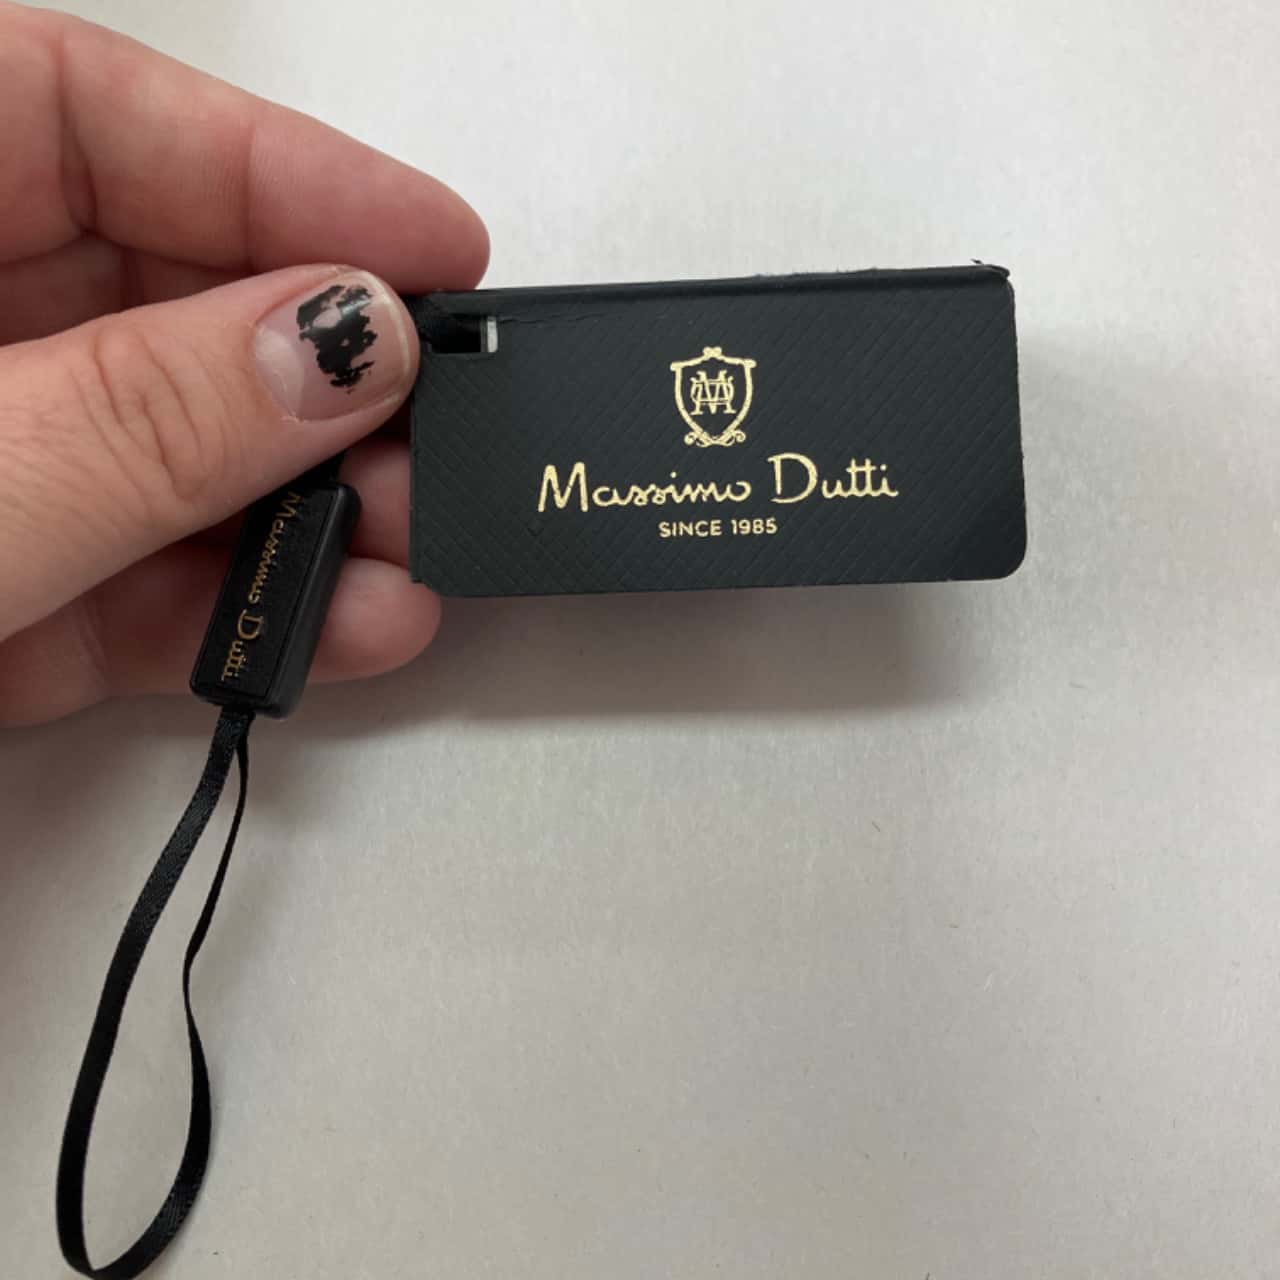 M
Massimo Dutti
SINCE 1985
Massimo Dutti